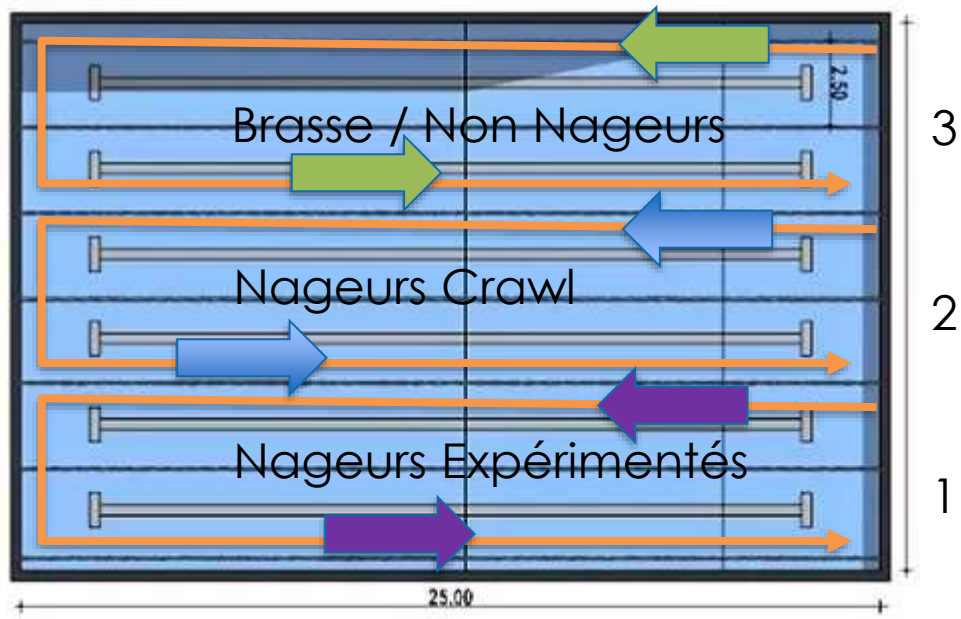 2.50
Brasse / Non Nageurs
3
Nageurs Crawl
2
Nageurs Expérimentés
1
25.00